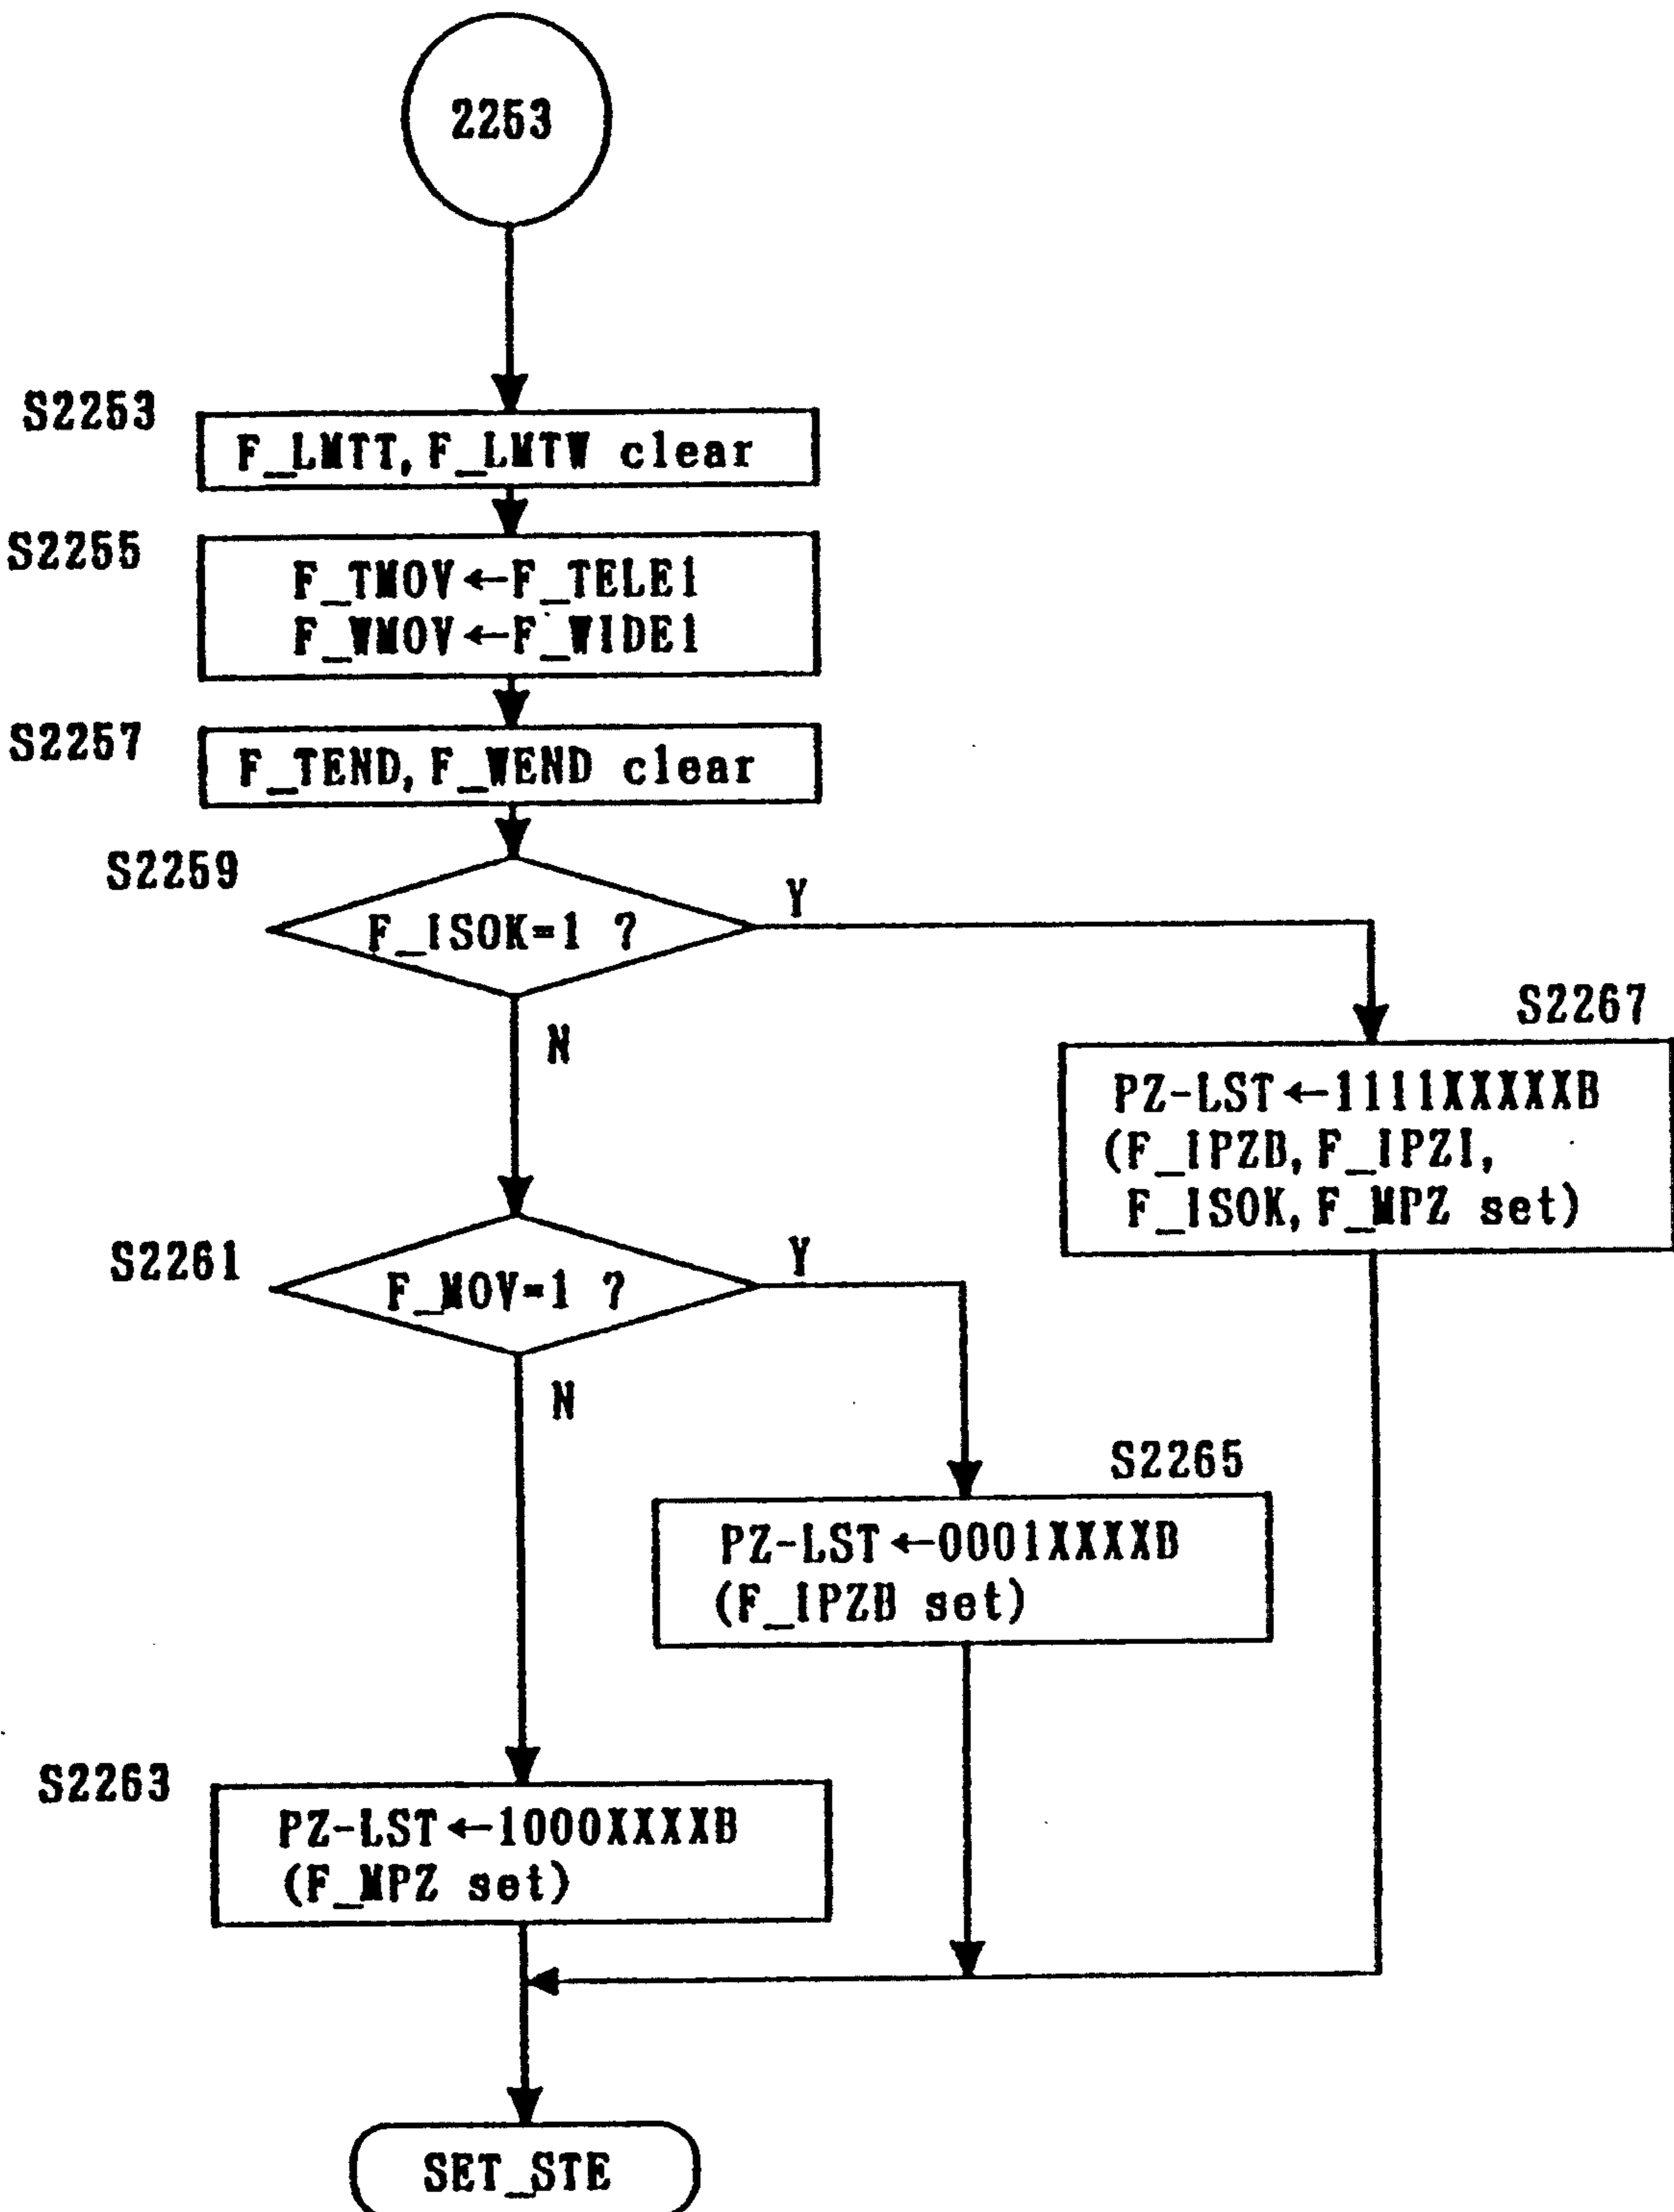 2253
S2253
F_LMTT, F_LMTW clear
S2255
F_TMOV←F_TELE1
F_WMOV←F_WIDE1
S2257
F_TEND, F_WEND clear
S2259
F_ISOK=1 ?
Y
N
S2267
PZ-LST←1111XXXXXB
(F_IPZB, F_IPZI,
F_ISOK, F_MPZ set)
S2261
F_MOV=1 ?
Y
N
S2265
PZ-LST←0001XXXXB
(F_IPZB set)
S2263
PZ-LST←1000XXXXB
(F_MPZ set)
SET_STE